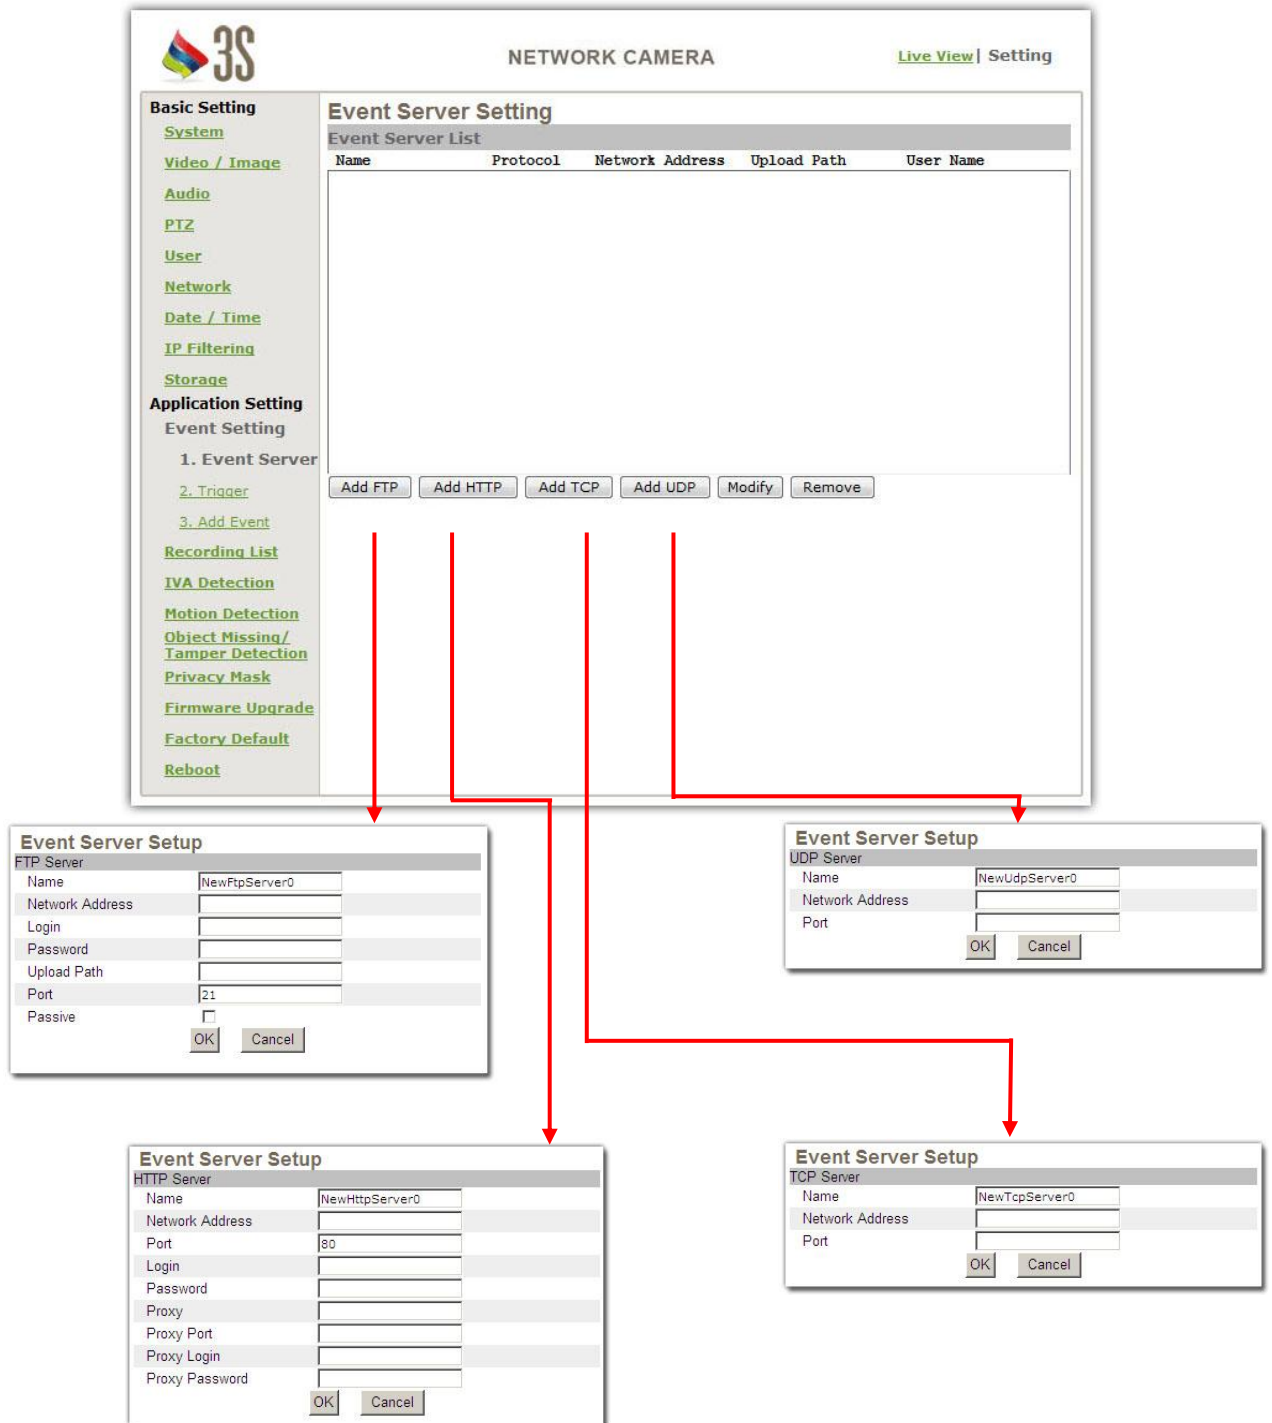 3S
NETWORK CAMERA
Live View | Setting
Basic Setting
System
Video / Image
Audio
PTZ
User
Network
Date / Time
IP Filtering
Storage
Application Setting
Event Setting
1. Event Server
2. Trigger
3. Add Event
Recording List
IVA Detection
Motion Detection
Object Missing/
Tamper Detection
Privacy Mask
Firmware Upgrade
Factory Default
Reboot
Event Server Setting
Event Server List
Name Protocol Network Address Upload Path User Name
Add FTP Add HTTP Add TCP Add UDP Modify Remove
Event Server Setup
FTP Server
Name NewFtpServer0
Network Address
Login
Password
Upload Path
Port 21
Passive
OK Cancel
Event Server Setup
UDP Server
Name NewUdpServer0
Network Address
Port
OK Cancel
Event Server Setup
HTTP Server
Name NewHttpServer0
Network Address
Port 80
Login
Password
Proxy
Proxy Port
Proxy Login
Proxy Password
OK Cancel
Event Server Setup
TCP Server
Name NewTcpServer0
Network Address
Port
OK Cancel